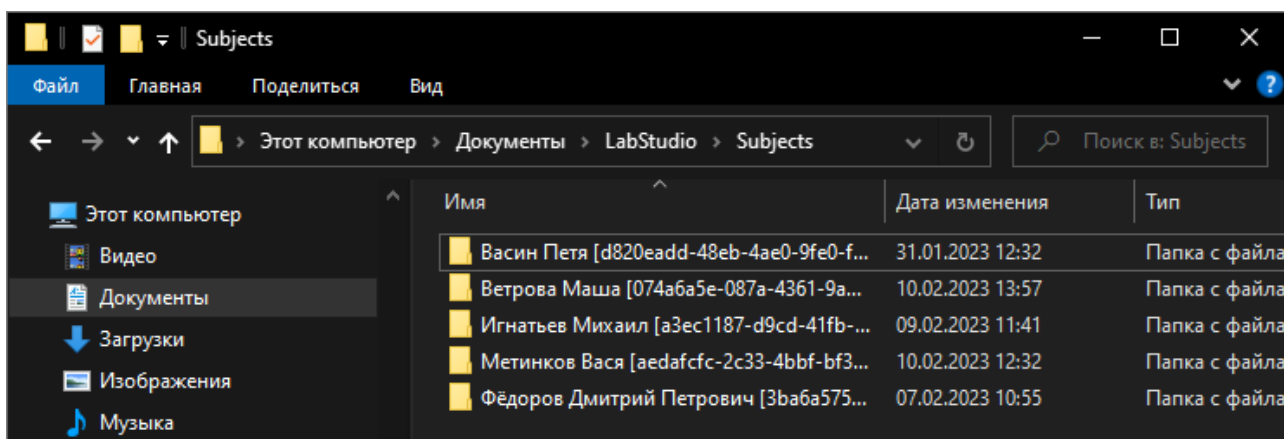 Subjects
Файл Главная Поделиться Вид
Этот компьютер › Документы › LabStudio › Subjects Поиск в: Subjects
Имя Дата изменения Тип
Этот компьютер
Васин Петя [d820eadd-48eb-4ae0-9fe0-f... 31.01.2023 12:32 Папка с файла
Видео
Ветрова Маша [074a6a5e-087a-4361-9a... 10.02.2023 13:57 Папка с файла
Документы
Игнатьев Михаил [a3ec1187-d9cd-41fb-... 09.02.2023 11:41 Папка с файла
Загрузки
Метинков Вася [aedafcfc-2c33-4bbf-bf3... 10.02.2023 12:32 Папка с файла
Изображения
Фёдоров Дмитрий Петрович [3ba6a575... 07.02.2023 10:55 Папка с файла
Музыка